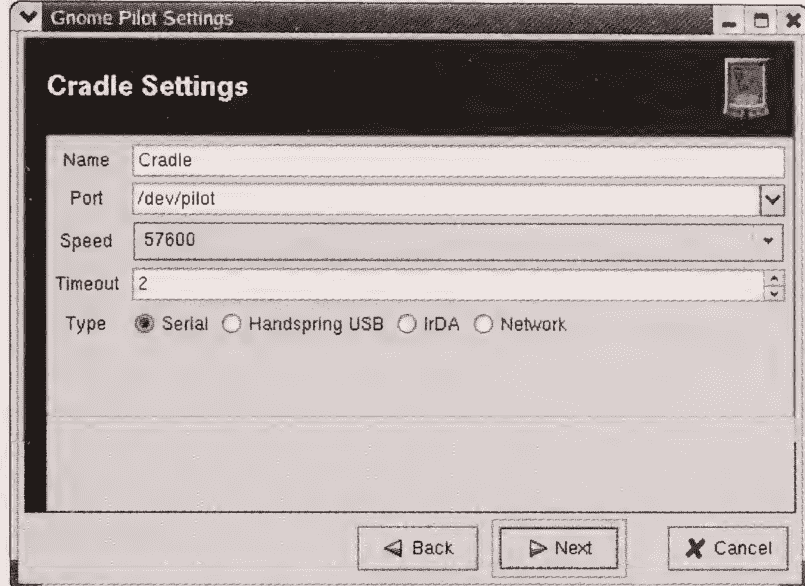 Gnome Pilot Settings
Cradle Settings
Name Cradle
Port /dev/pilot
Speed 57600
Timeout 2
Type Serial Handspring USB IrDA Network
Back Next Cancel